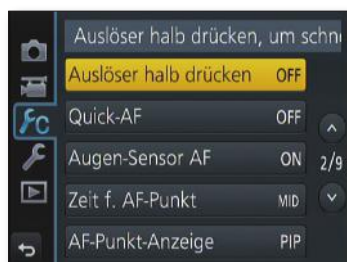 Auslöser halb drücken, um schn
Auslöser halb drücken OFF
Quick-AF OFF
Augen-Sensor AF ON
2/9
Zeit f. AF-Punkt MID
AF-Punkt-Anzeige PIP
C